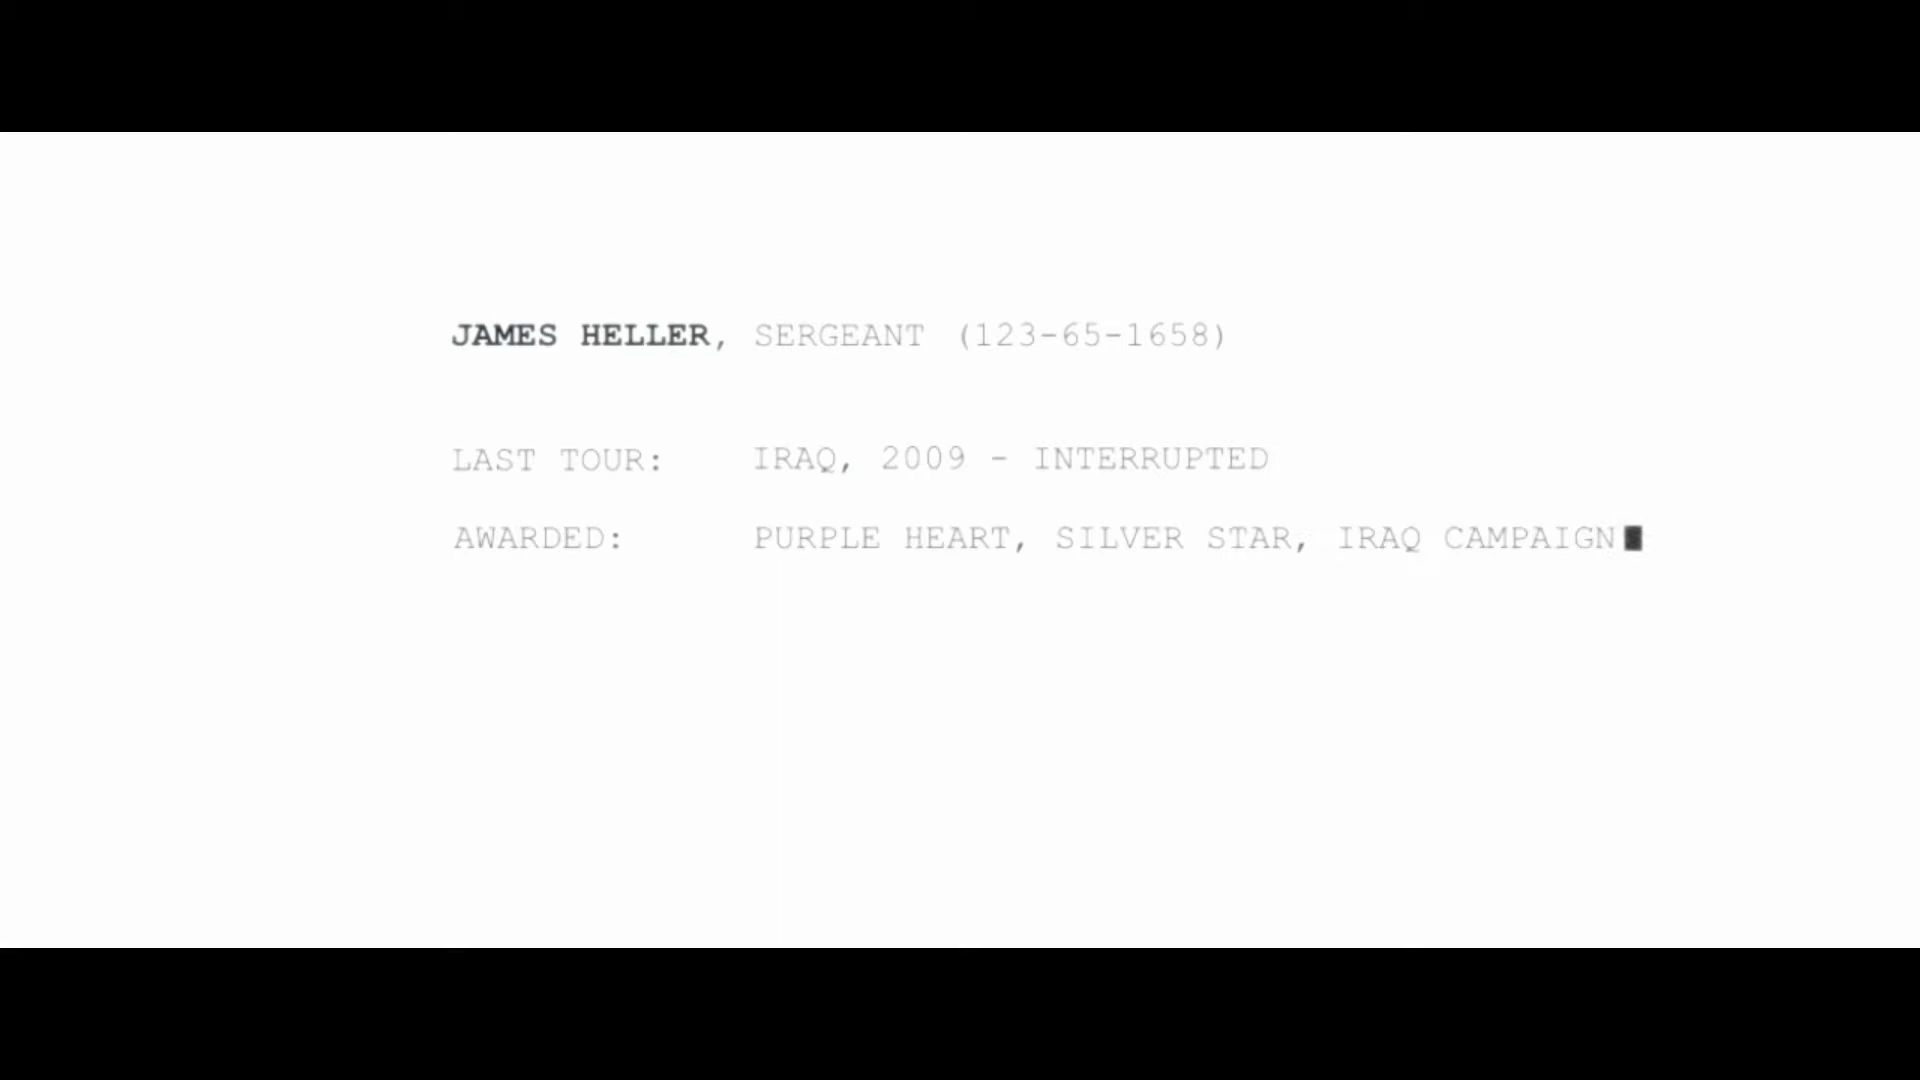 JAMES HELLER, SERGEANT (123-65-1658)
LAST TOUR: IRAQ, 2009 - INTERRUPTED
AWARDED: PURPLE HEART, SILVER STAR, IRAQ CAMPAIGN